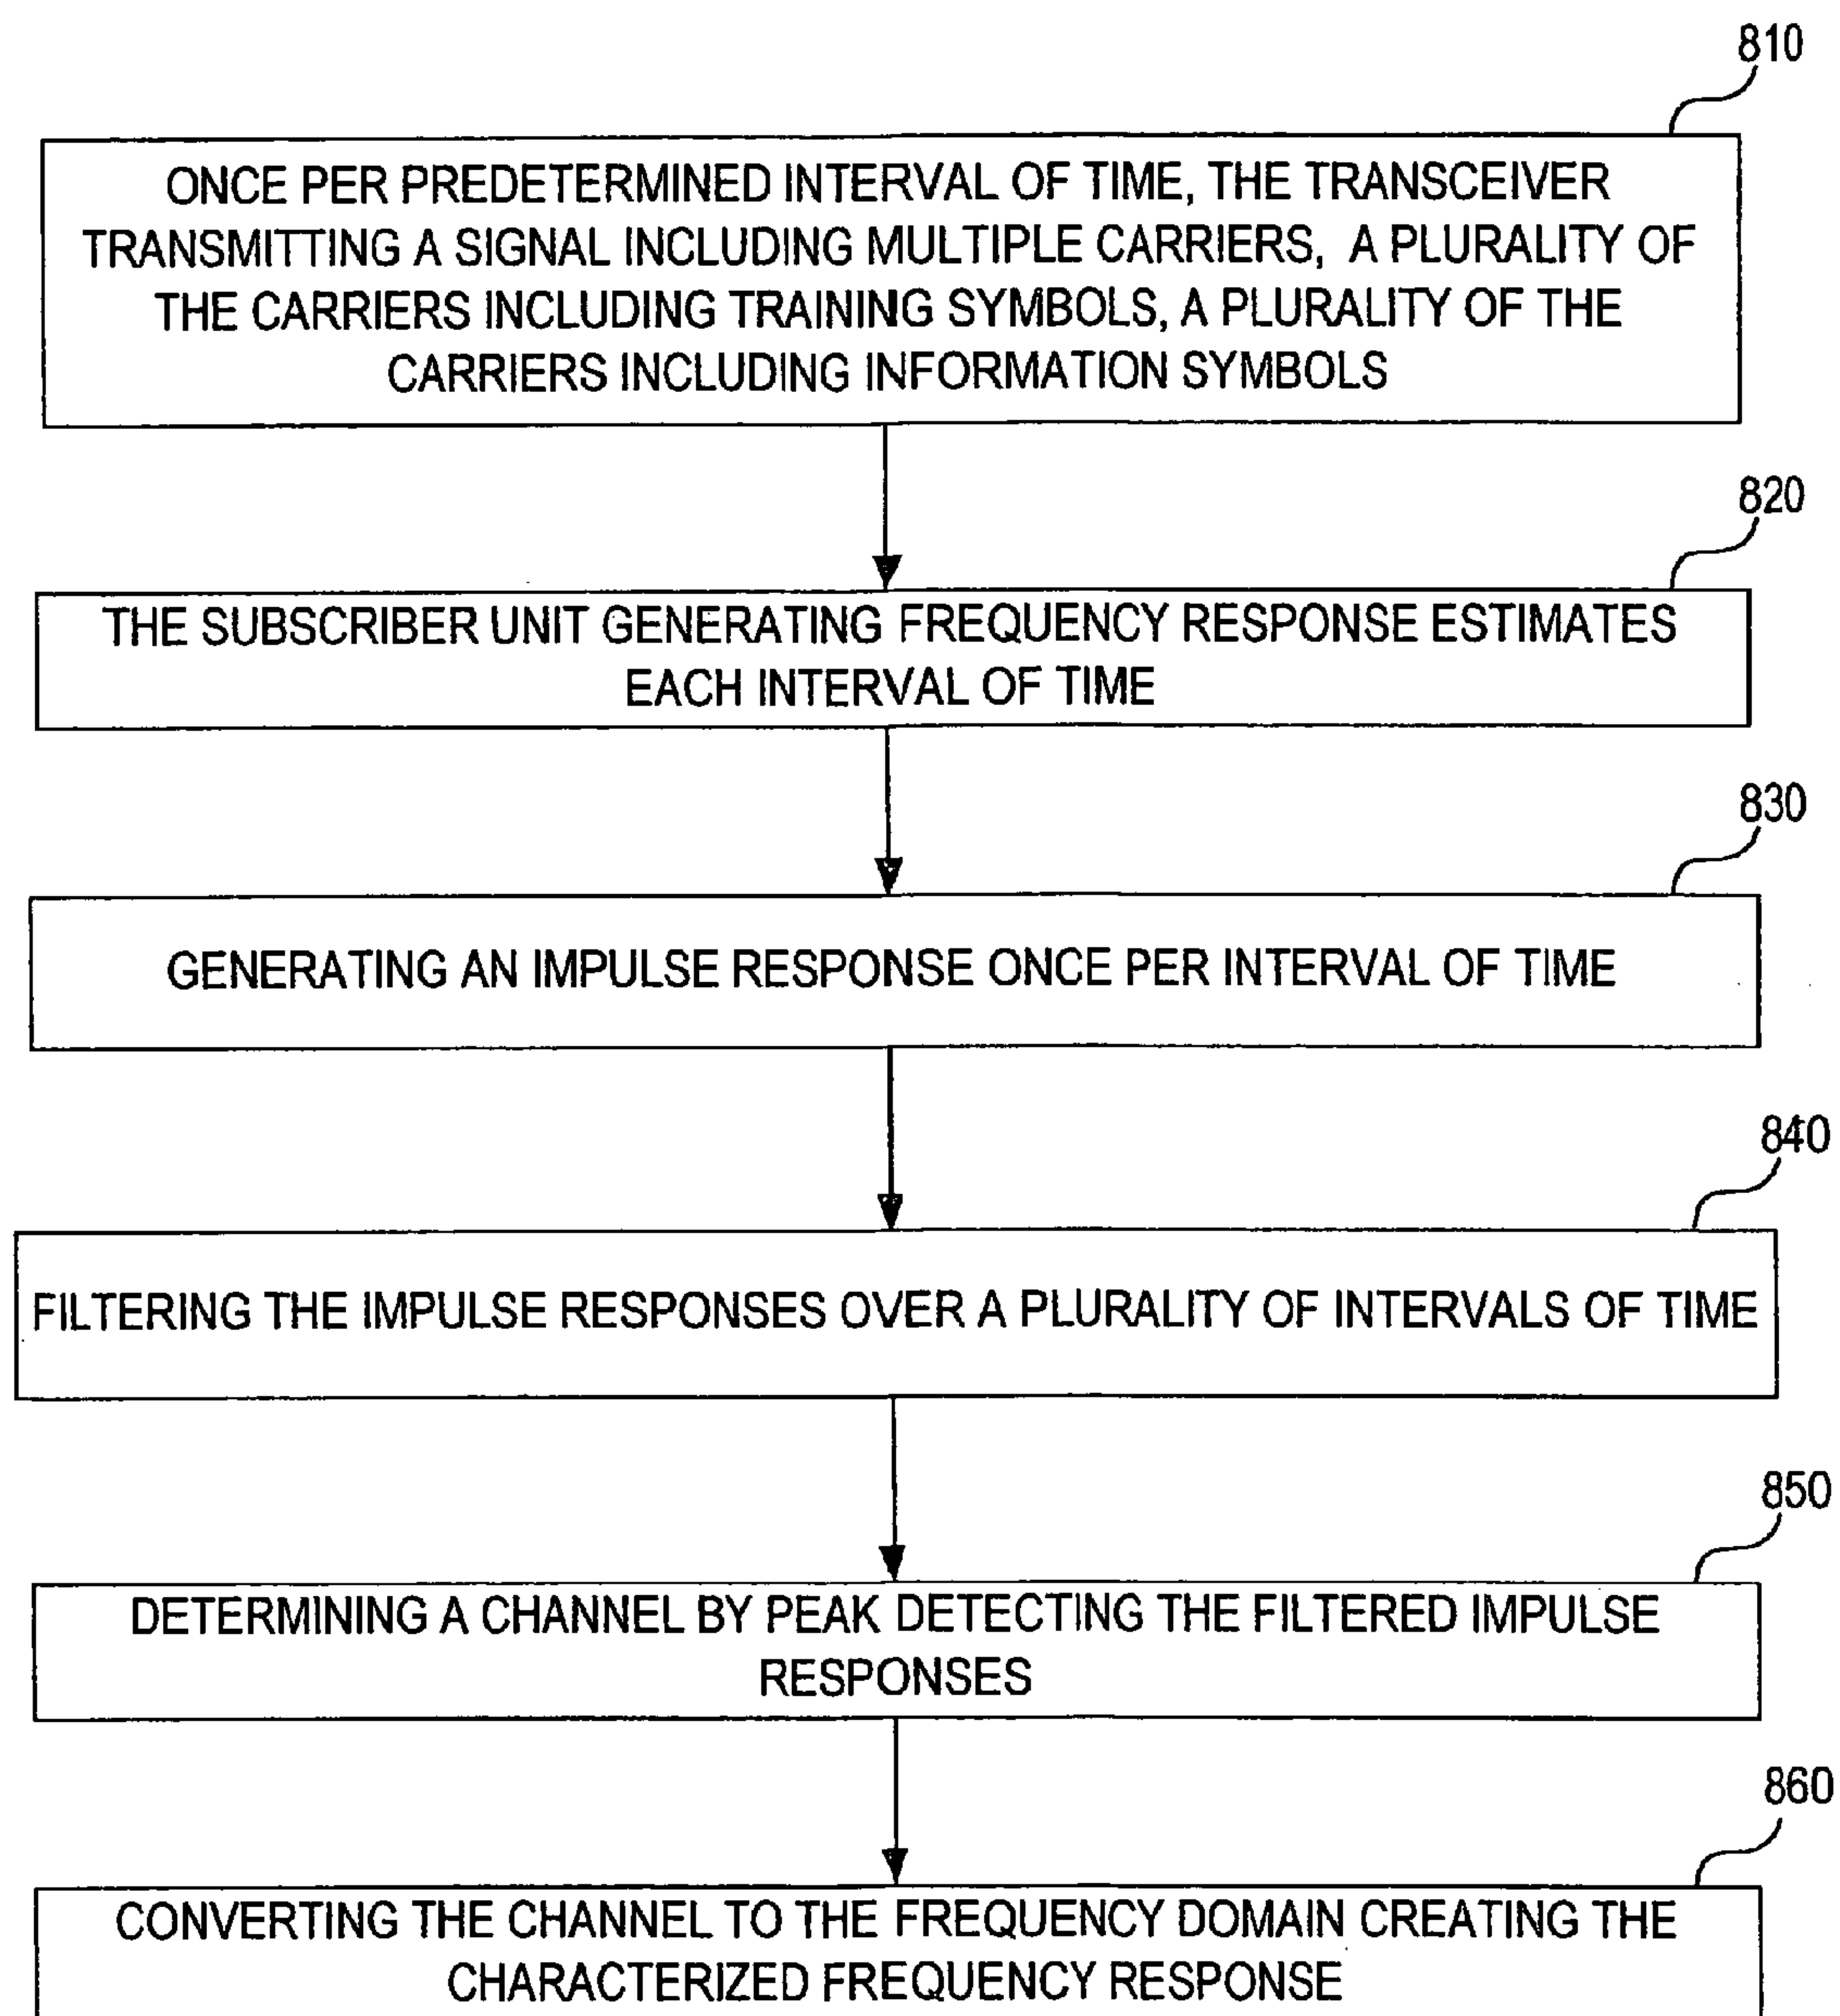 810
ONCE PER PREDETERMINED INTERVAL OF TIME, THE TRANSCEIVER
TRANSMITTING A SIGNAL INCLUDING MULTIPLE CARRIERS, A PLURALITY OF
THE CARRIERS INCLUDING TRAINING SYMBOLS, A PLURALITY OF THE
CARRIERS INCLUDING INFORMATION SYMBOLS
820
THE SUBSCRIBER UNIT GENERATING FREQUENCY RESPONSE ESTIMATES
EACH INTERVAL OF TIME
830
GENERATING AN IMPULSE RESPONSE ONCE PER INTERVAL OF TIME
840
FILTERING THE IMPULSE RESPONSES OVER A PLURALITY OF INTERVALS OF TIME
850
DETERMINING A CHANNEL BY PEAK DETECTING THE FILTERED IMPULSE
RESPONSES
860
CONVERTING THE CHANNEL TO THE FREQUENCY DOMAIN CREATING THE
CHARACTERIZED FREQUENCY RESPONSE